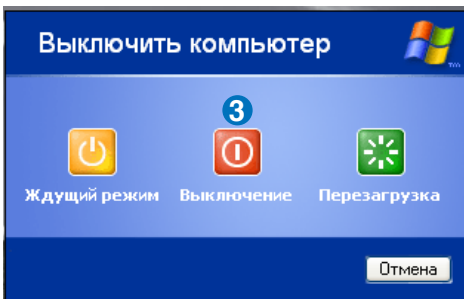 Выключить компьютер
3
Ждущий режим Выключение Перезагрузка
Отмена